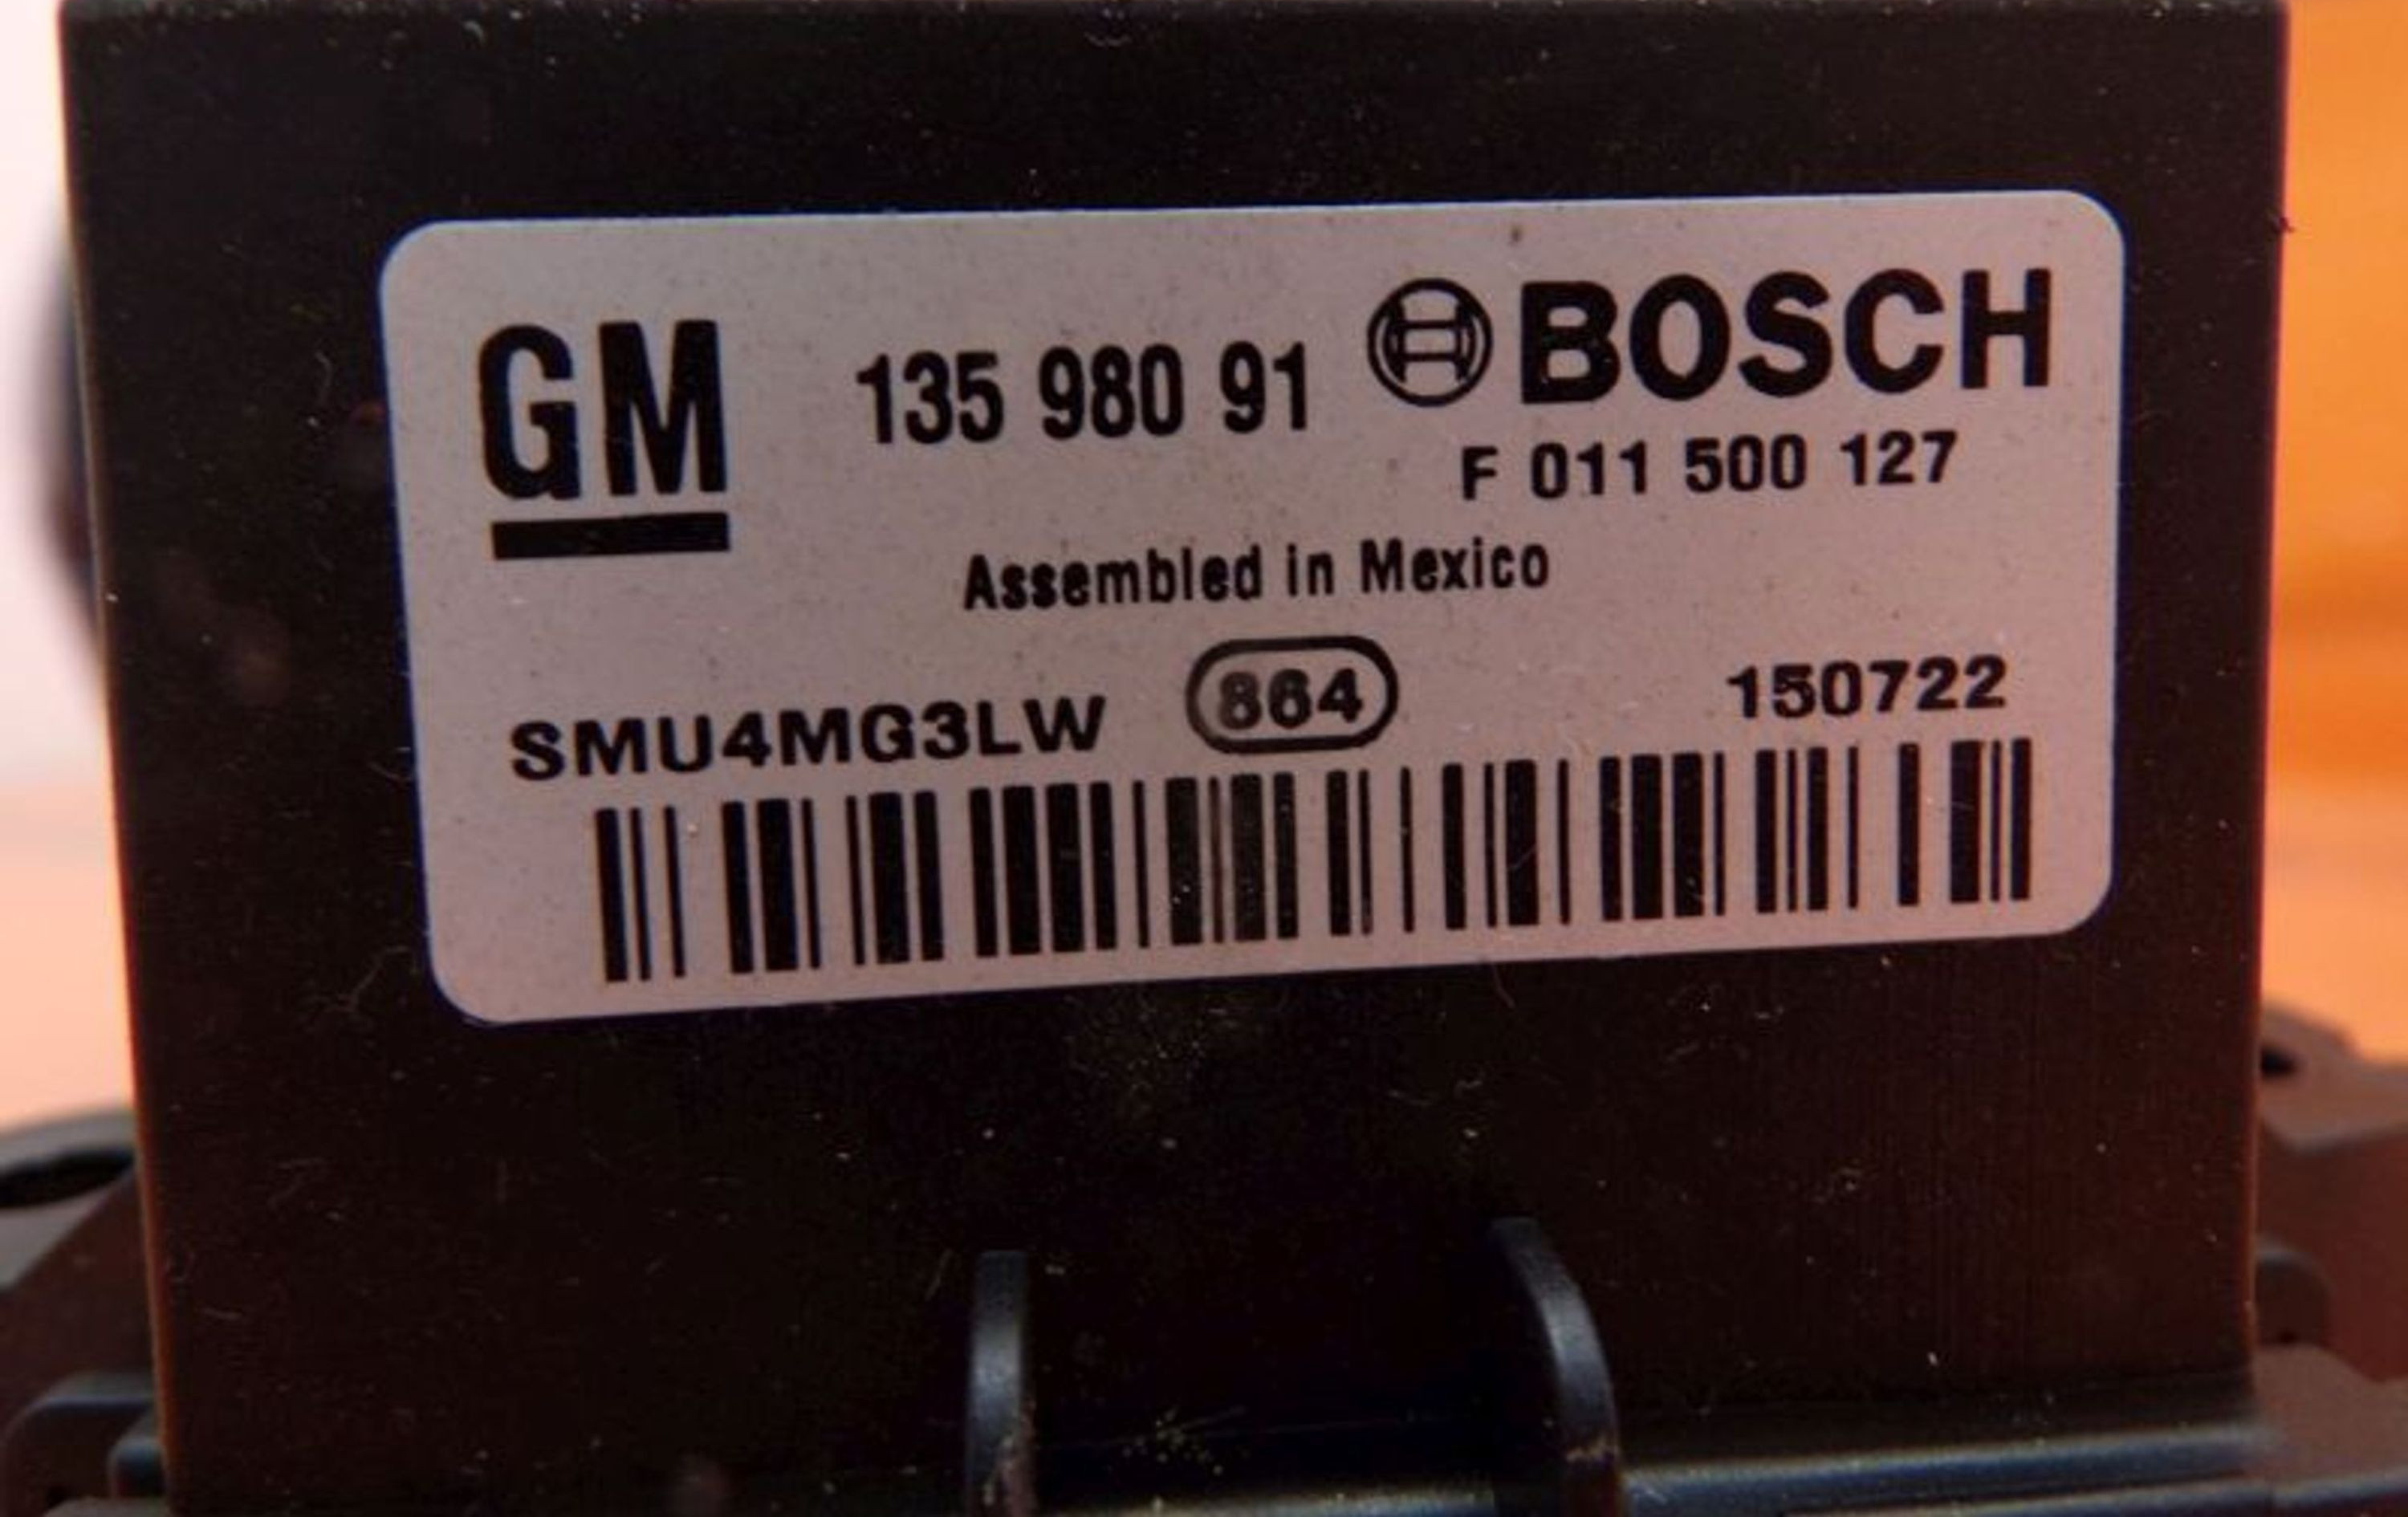 GM 135 980 91 BOSCH
F 011 500 127
Assembled in Mexico
SMU4MG3LW 864 150722